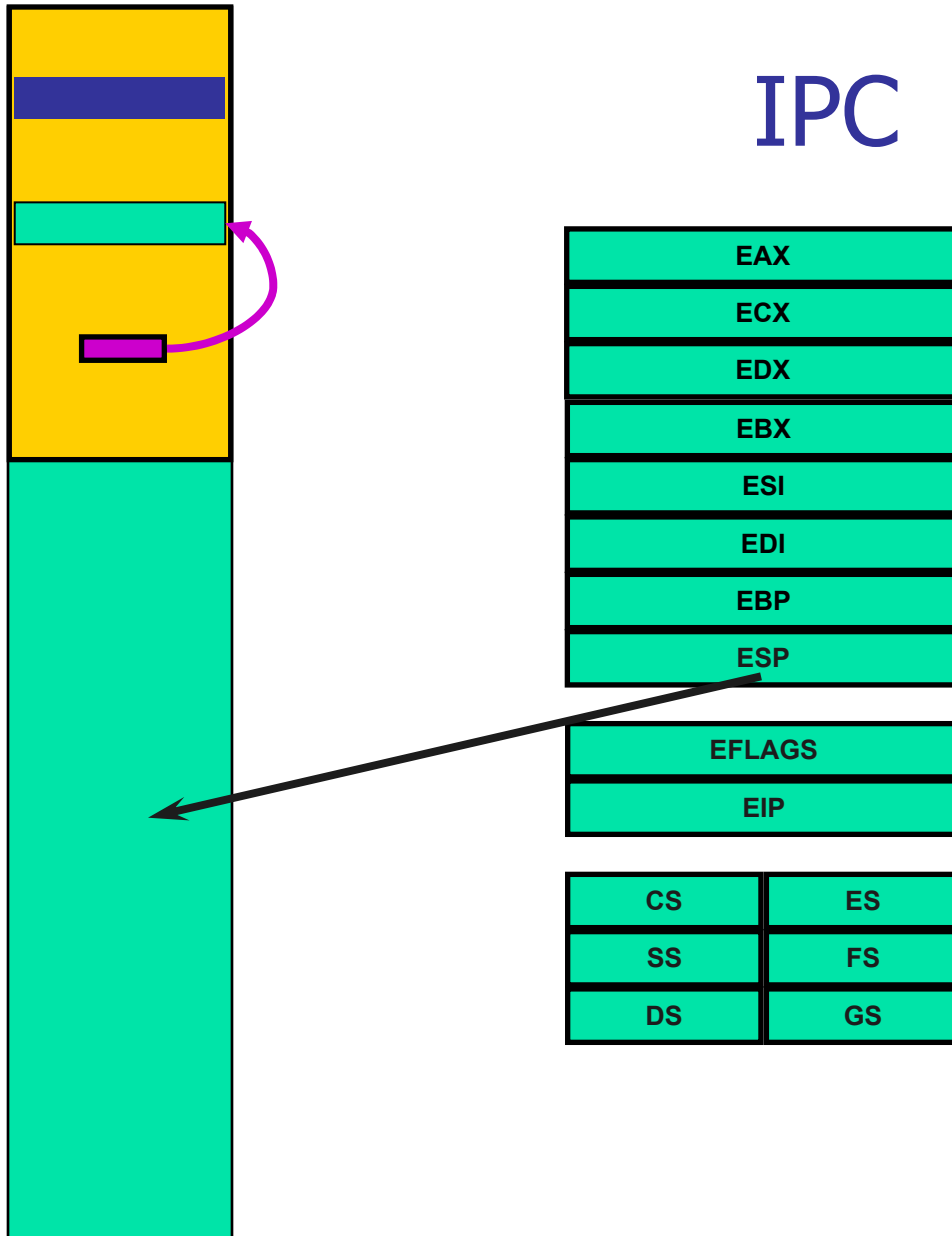 IPC
EAX
ECX
EDX
EBX
ESI
EDI
EBP
ESP
EFLAGS
EIP
CS ES
SS FS
DS GS